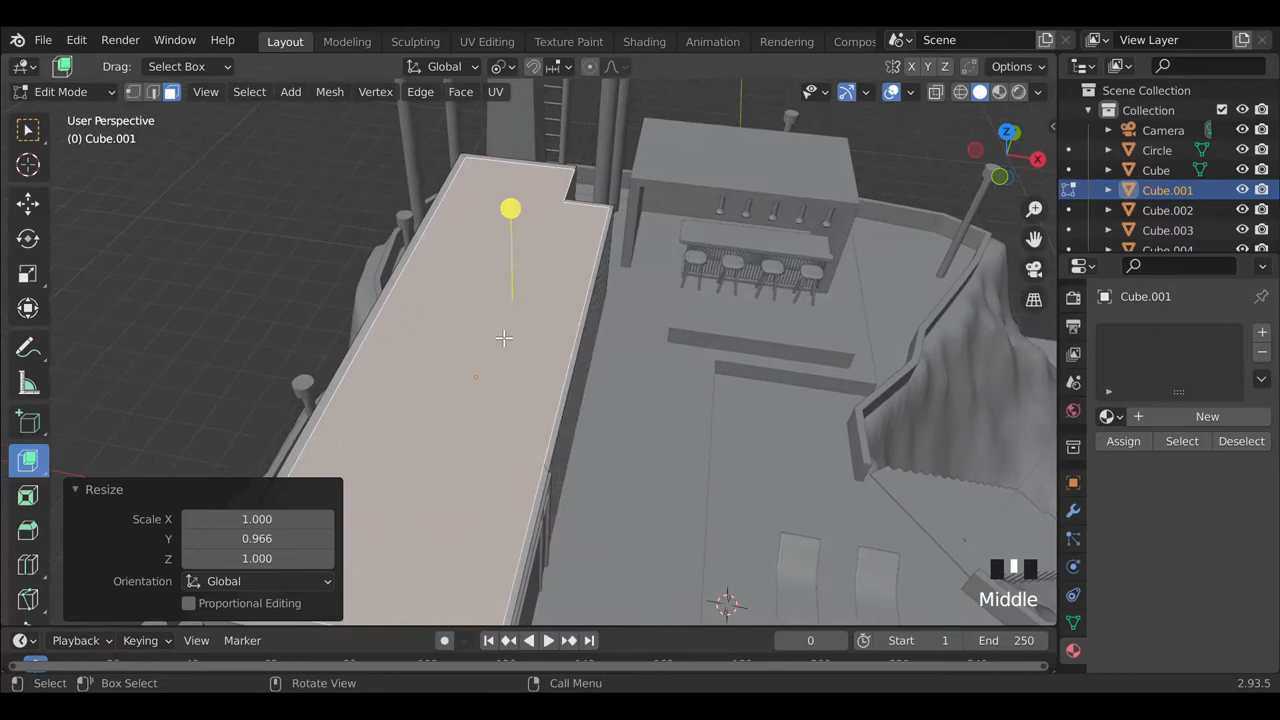 File Edit Render Window Help Layout Modeling Sculpting UV Editing Texture Paint Shading Animation Rendering Compos Scene View Layer
Drag: Select Box Global X Y Z Options
Edit Mode View Select Add Mesh Vertex Edge Face UV
User Perspective
(0) Cube.001
Z
X
Scene Collection
Collection
Camera
Circle
Cube
Cube.001
Cube.002
Cube.003
Cube.001
New
Assign Select Deselect
Resize
Scale X 1.000
Y 0.966
Z 1.000
Orientation Global
Proportional Editing
Middle
Playback Keying View Marker 0 Start 1 End 250
Select Box Select Rotate View Call Menu 2.93.5